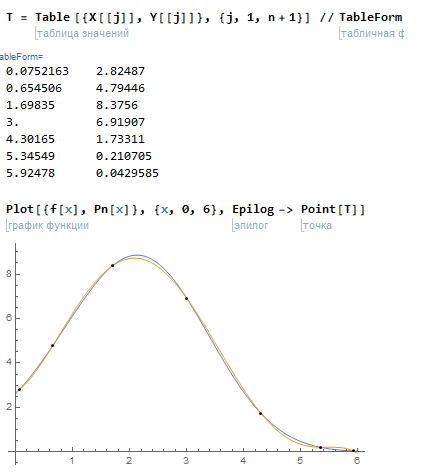 T = Table[{X[[j]], Y[[j]]}, {j, 1, n + 1}] // TableForm
таблица значений табличная ф
ableForm=
0.0752163 2.82487
0.654506 4.79446
1.69835 8.3756
3. 6.91907
4.30165 1.73311
5.34549 0.210705
5.92478 0.0429585
Plot[{f[x], Pn[x]}, {x, 0, 6}, Epilog -> Point[T]]
график функции эпилог точка
8
6
4
2
1 2 3 4 5 6